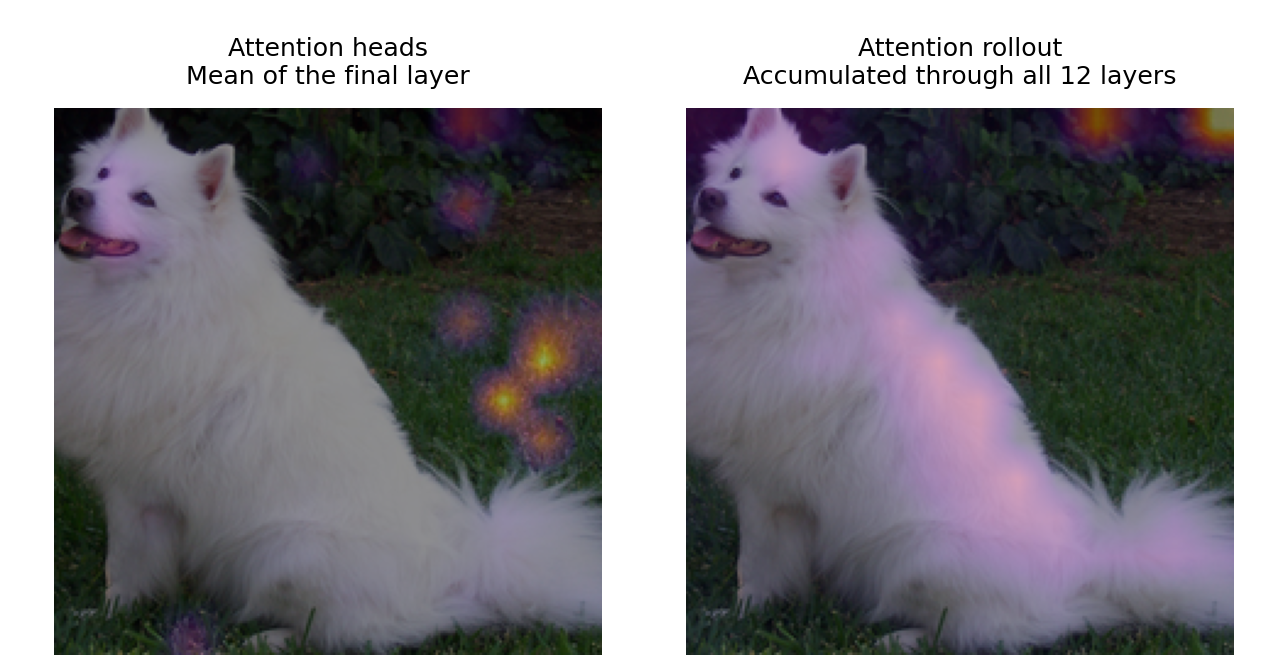 Attention heads
Mean of the final layer
Attention rollout
Accumulated through all 12 layers